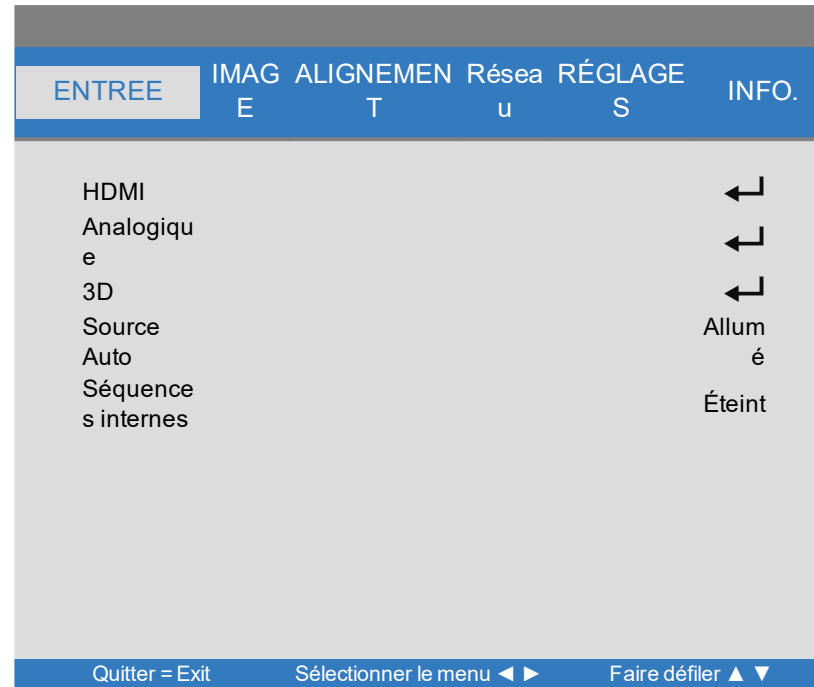 ENTREE IMAG ALIGNEMEN Résea RÉGLAGE INFO.
E T u S
HDMI
Analogiqu
e
3D
Source Allum
Auto é
Séquence
s internes Éteint
Quitter = Exit Sélectionner le menu ◄ ► Faire défiler ▲ ▼